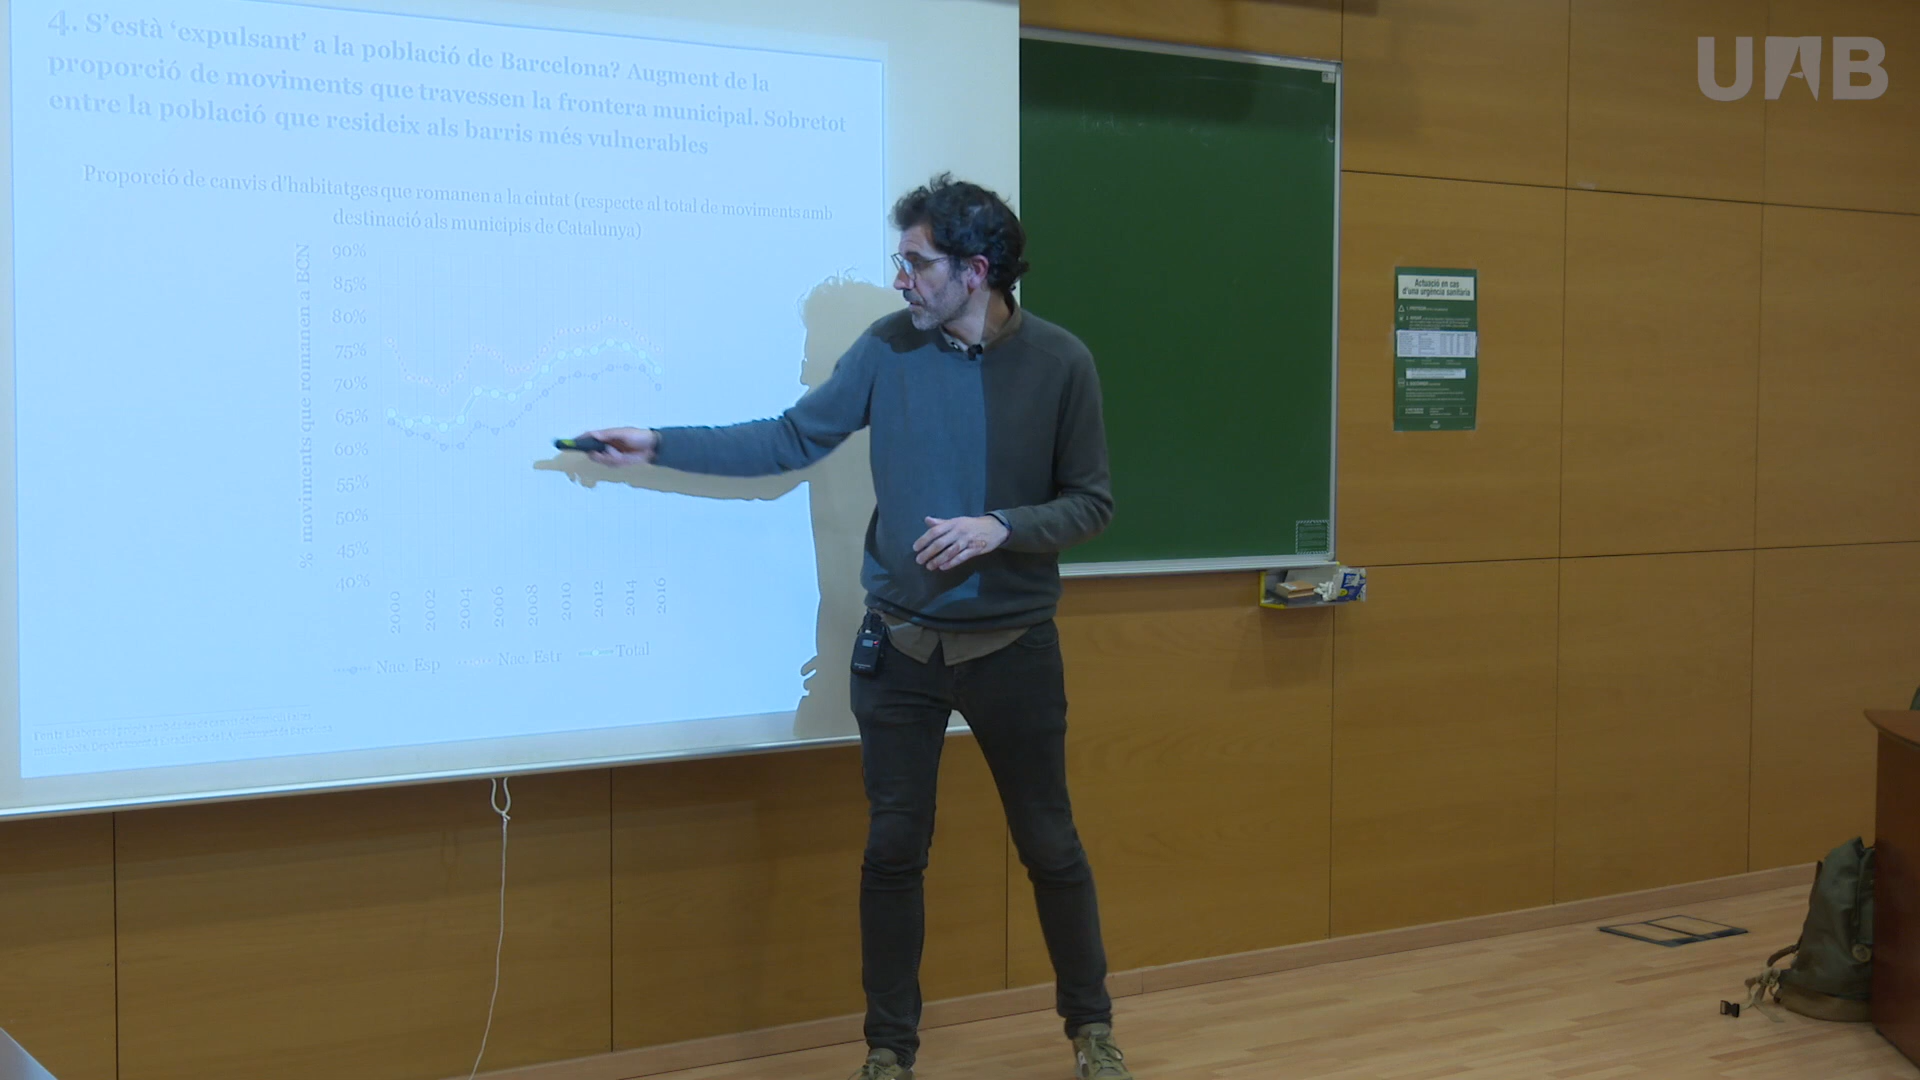 4. S'està 'expulsant' a la població de Barcelona? Augment de la
proporció de moviments que travessen la frontera municipal. Sobretot
entre la població que resideix als barris més vulnerables
Proporció de canvis d'habitatges que romanen a la ciutat (respecte al total de moviments amb
destinació als municipis de Catalunya)
% moviments que romanen a BCN
90%
85%
80%
75%
70%
65%
60%
55%
50%
45%
40%
2000
2002
2004
2006
2008
2010
2012
2014
2016
Nac. Esp
Nac. Estr
Total
UAB
Actuació en cas
d'una urgència sanitària